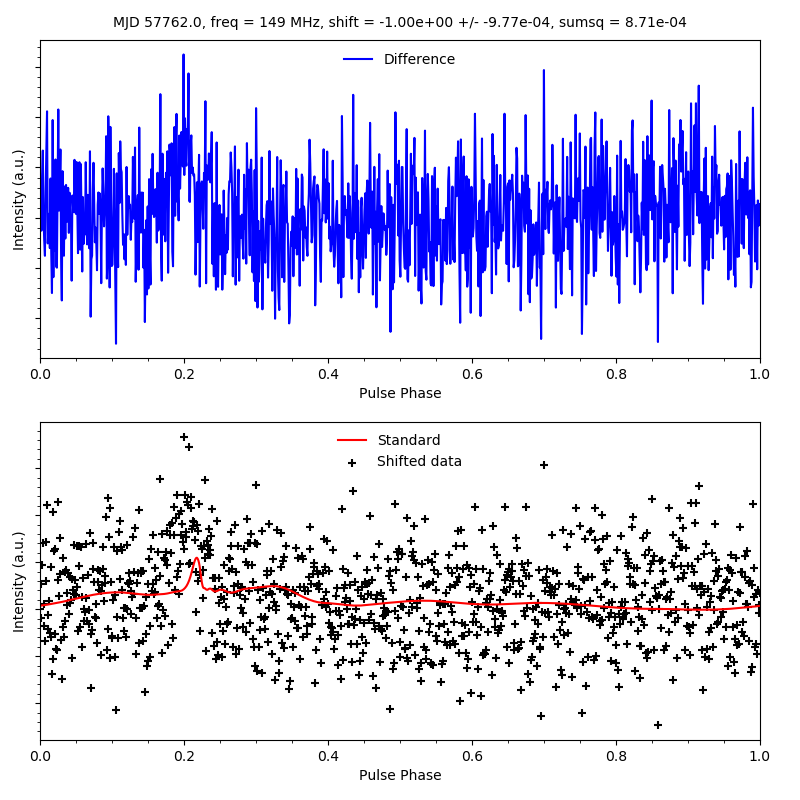 MJD 57762.0, freq = 149 MHz, shift = -1.00e+00 +/- -9.77e-04, sumsq = 8.71e-04
Difference
Intensity (a.u.)
0.0 0.2 0.4 0.6 0.8 1.0
Pulse Phase
Standard
Shifted data
Intensity (a.u.)
0.0 0.2 0.4 0.6 0.8 1.0
Pulse Phase